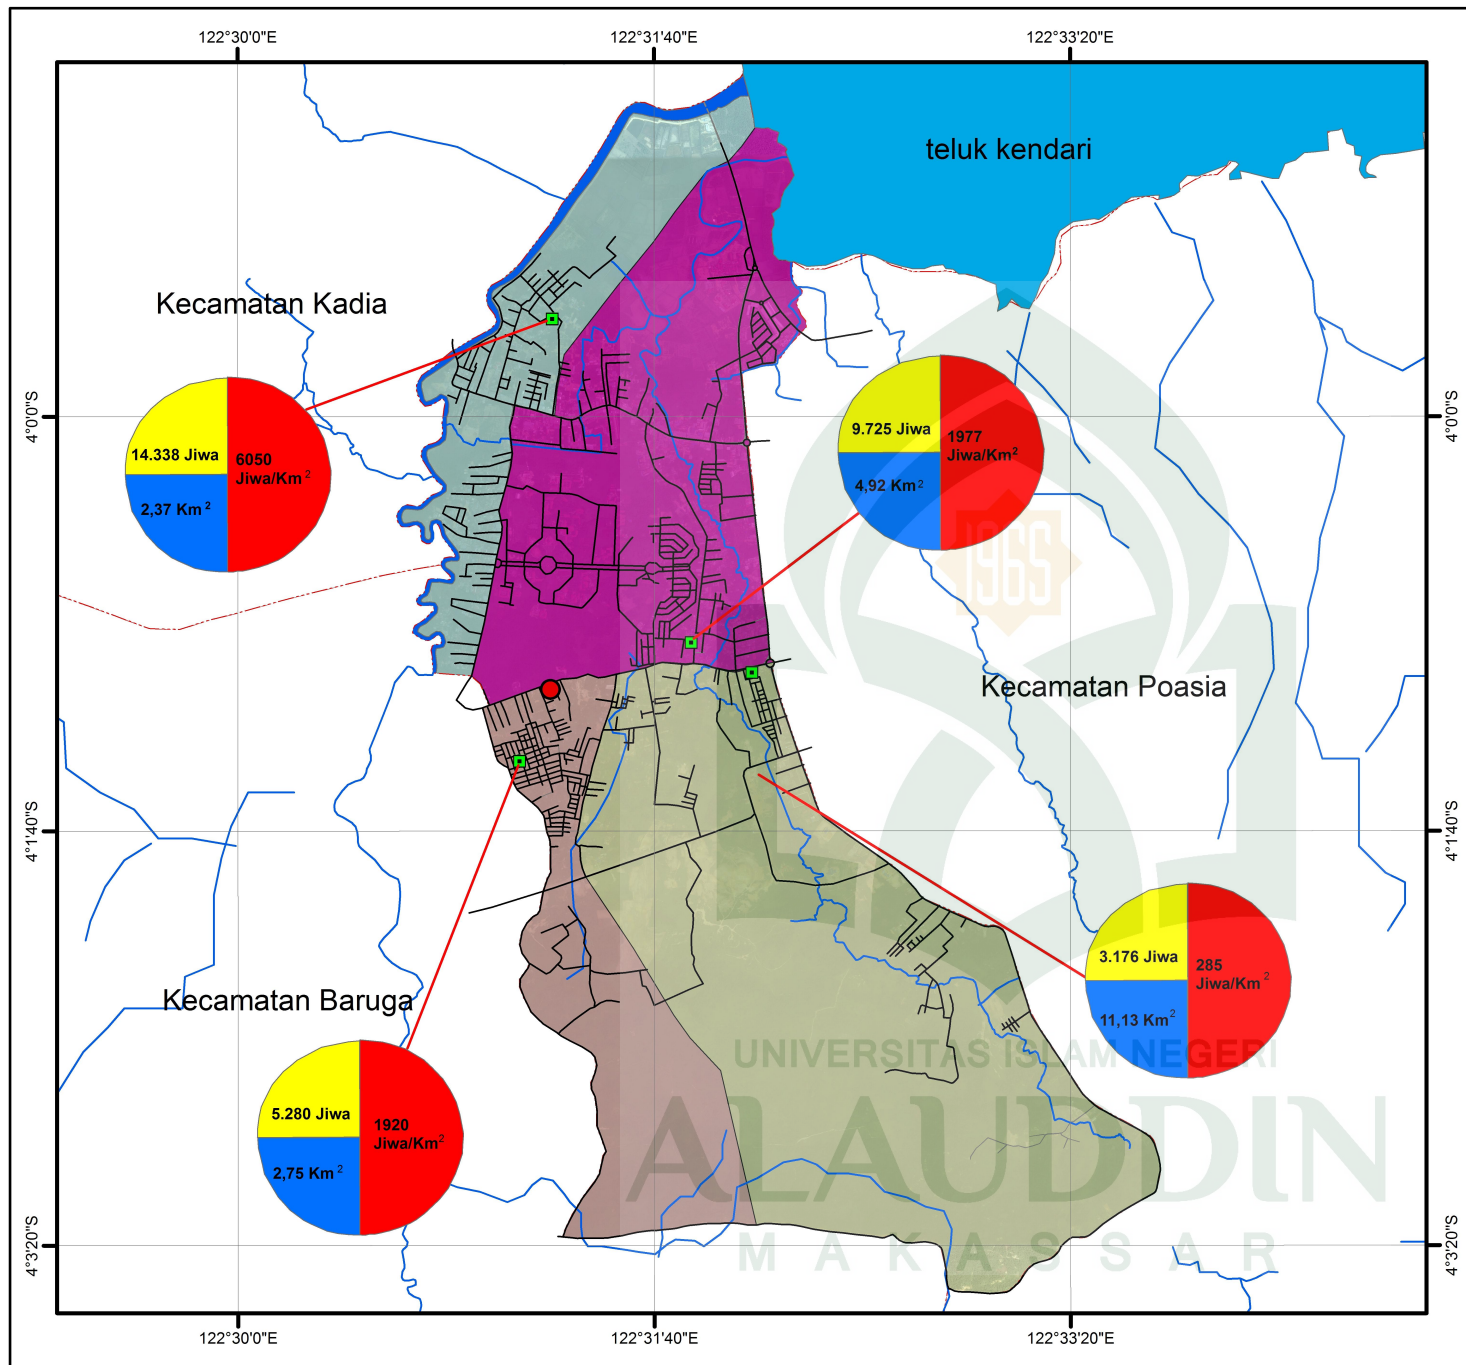 122°30'0"E
122°31'40"E
122°33'20"E
teluk kendari
Kecamatan Kadia
4°0'0"S
4°0'0"S
14.338 Jiwa
6050
Jiwa/Km²
2,37 Km²
9.725 Jiwa
1977
Jiwa/Km²
4,92 Km²
1965
Kecamatan Poasia
4°1'40"S
4°1'40"S
3.176 Jiwa
285
Jiwa/Km²
11,13 Km²
Kecamatan Baruga
UNIVERSITAS ISLAM NEGERI
ALAUDDIN
MAKASSAR
5.280 Jiwa
1920
Jiwa/Km²
2,75 Km²
4°3'20"S
4°3'20"S
122°30'0"E
122°31'40"E
122°33'20"E